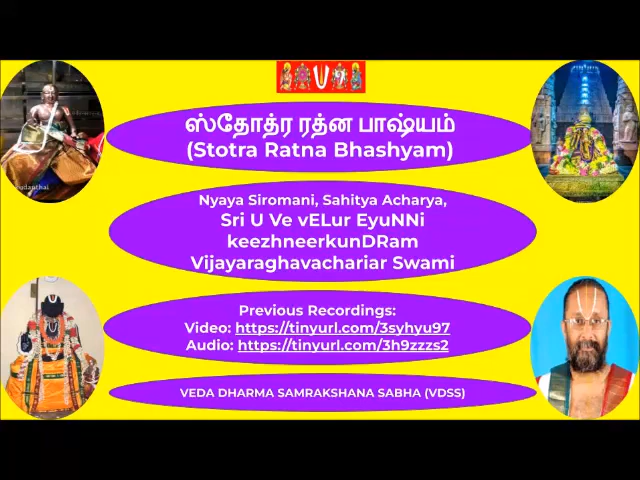 ஸ்தோத்ர ரத்ன பாஷ்யம்
(Stotra Ratna Bhashyam)
Nyaya Siromani, Sahitya Acharya,
Sri U Ve vELur EyuNNi
keezhneerkunDRam
Vijayaraghavachariar Swami
Previous Recordings:
Video: https://tinyurl.com/3syhyu97
Audio: https://tinyurl.com/3h9zzzs2
VEDA DHARMA SAMRAKSHANA SABHA (VDSS)